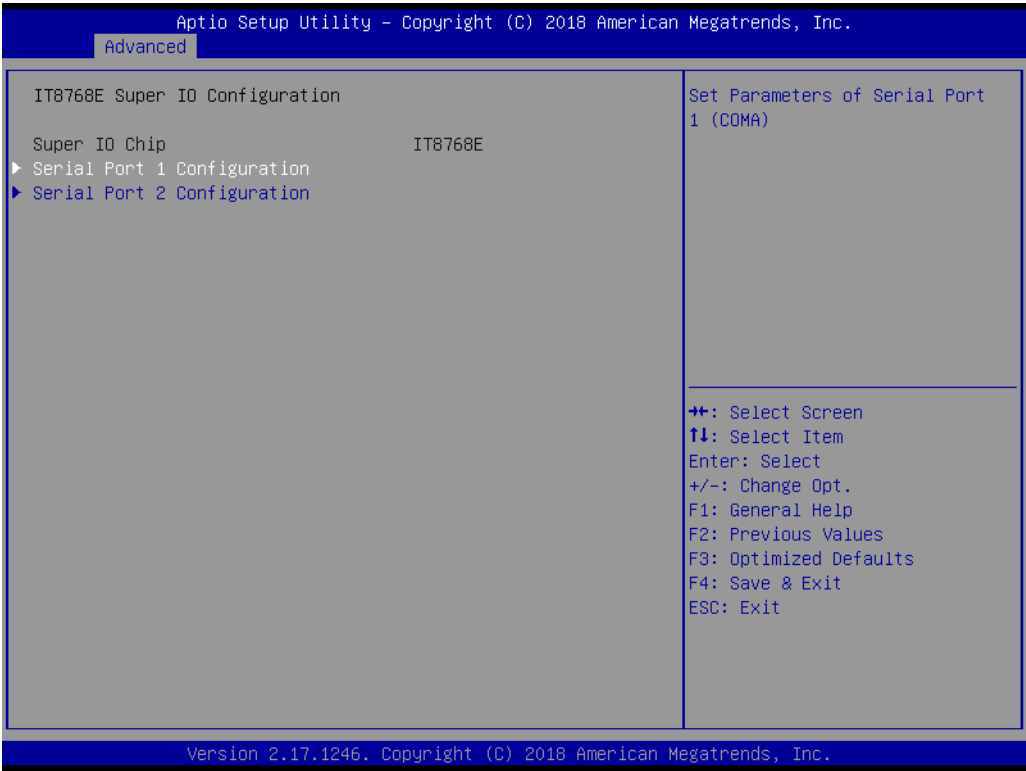 Aptio Setup Utility – Copyright (C) 2018 American Megatrends, Inc.
Advanced
IT8768E Super IO Configuration
Super IO Chip IT8768E
▶ Serial Port 1 Configuration
▶ Serial Port 2 Configuration
Set Parameters of Serial Port
1 (COMA)
→←: Select Screen
↑↓: Select Item
Enter: Select
+/-: Change Opt.
F1: General Help
F2: Previous Values
F3: Optimized Defaults
F4: Save & Exit
ESC: Exit
Version 2.17.1246. Copyright (C) 2018 American Megatrends, Inc.